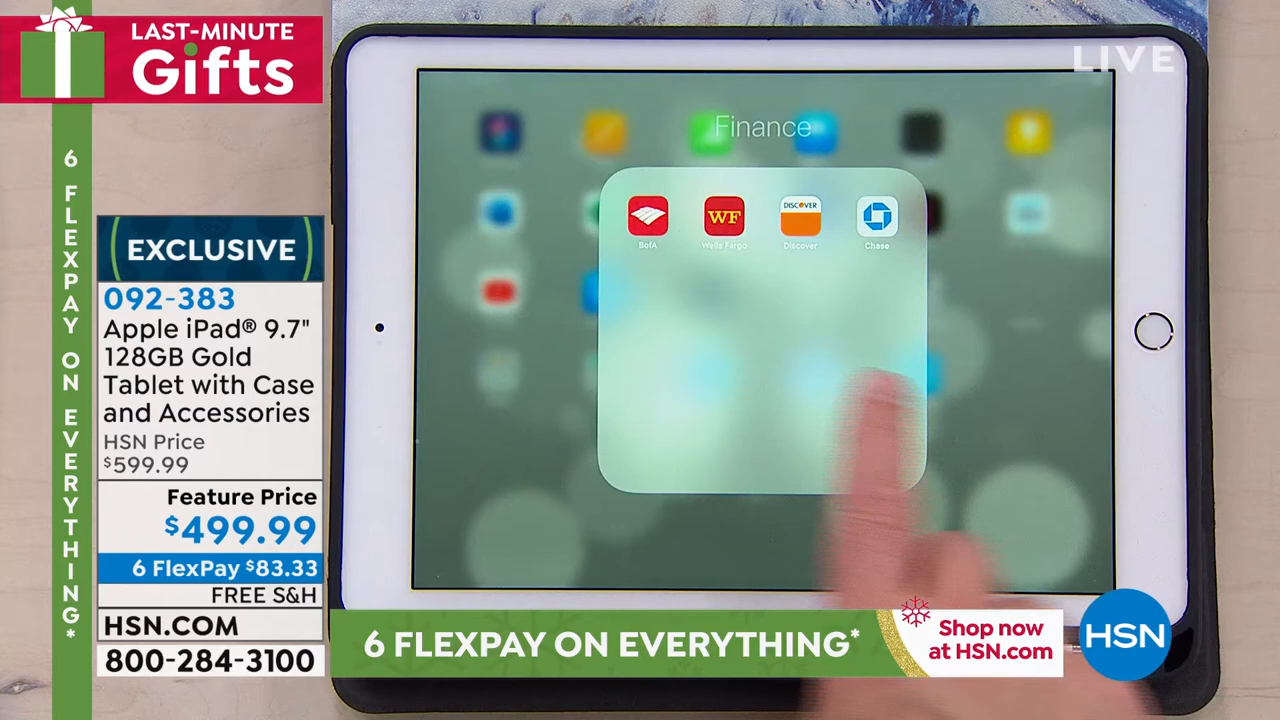 LAST-MINUTE
Gifts
6 FLEXPAY ON EVERYTHING*
EXCLUSIVE
092-383
Apple iPad® 9.7"
128GB Gold
Tablet with Case
and Accessories
HSN Price
$599.99
Feature Price
$499.99
6 FlexPay $83.33
FREE S&H
HSN.COM
800-284-3100
LIVE
Finance
WF
DISCOVER
BofA
Wells Fargo
Discover
Chase
6 FLEXPAY ON EVERYTHING*
Shop now
at HSN.com
HSN